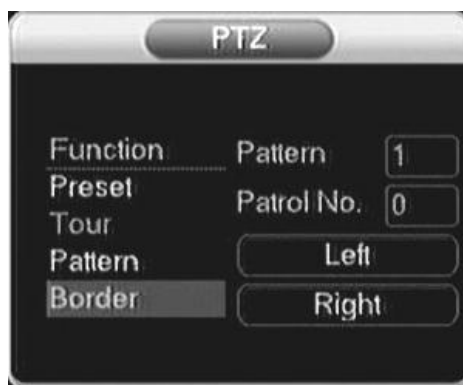 PTZ
Function
Preset
Tour
Pattern
Border
Pattern 1
Patrol No. 0
Left
Right